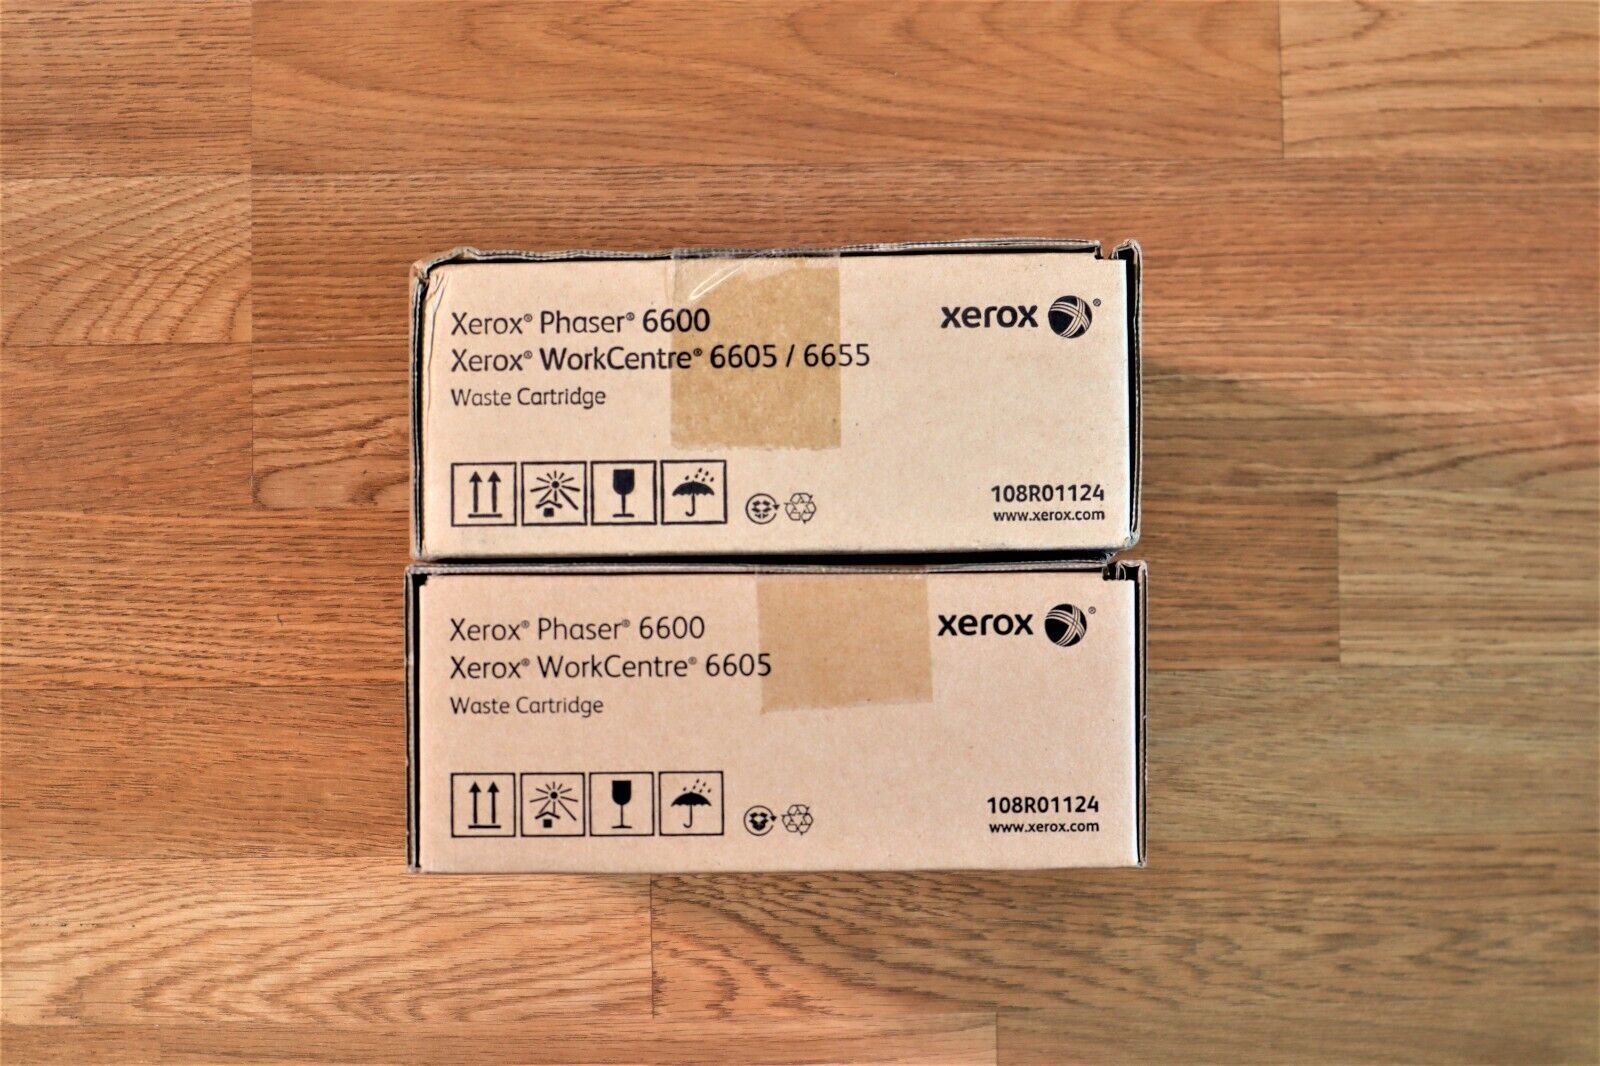 Xerox® Phaser® 6600
Xerox® WorkCentre® 6605 / 6655
Waste Cartridge
xerox ®
108R01124
www.xerox.com
Xerox® Phaser® 6600
Xerox® WorkCentre® 6605
Waste Cartridge
xerox ®
108R01124
www.xerox.com